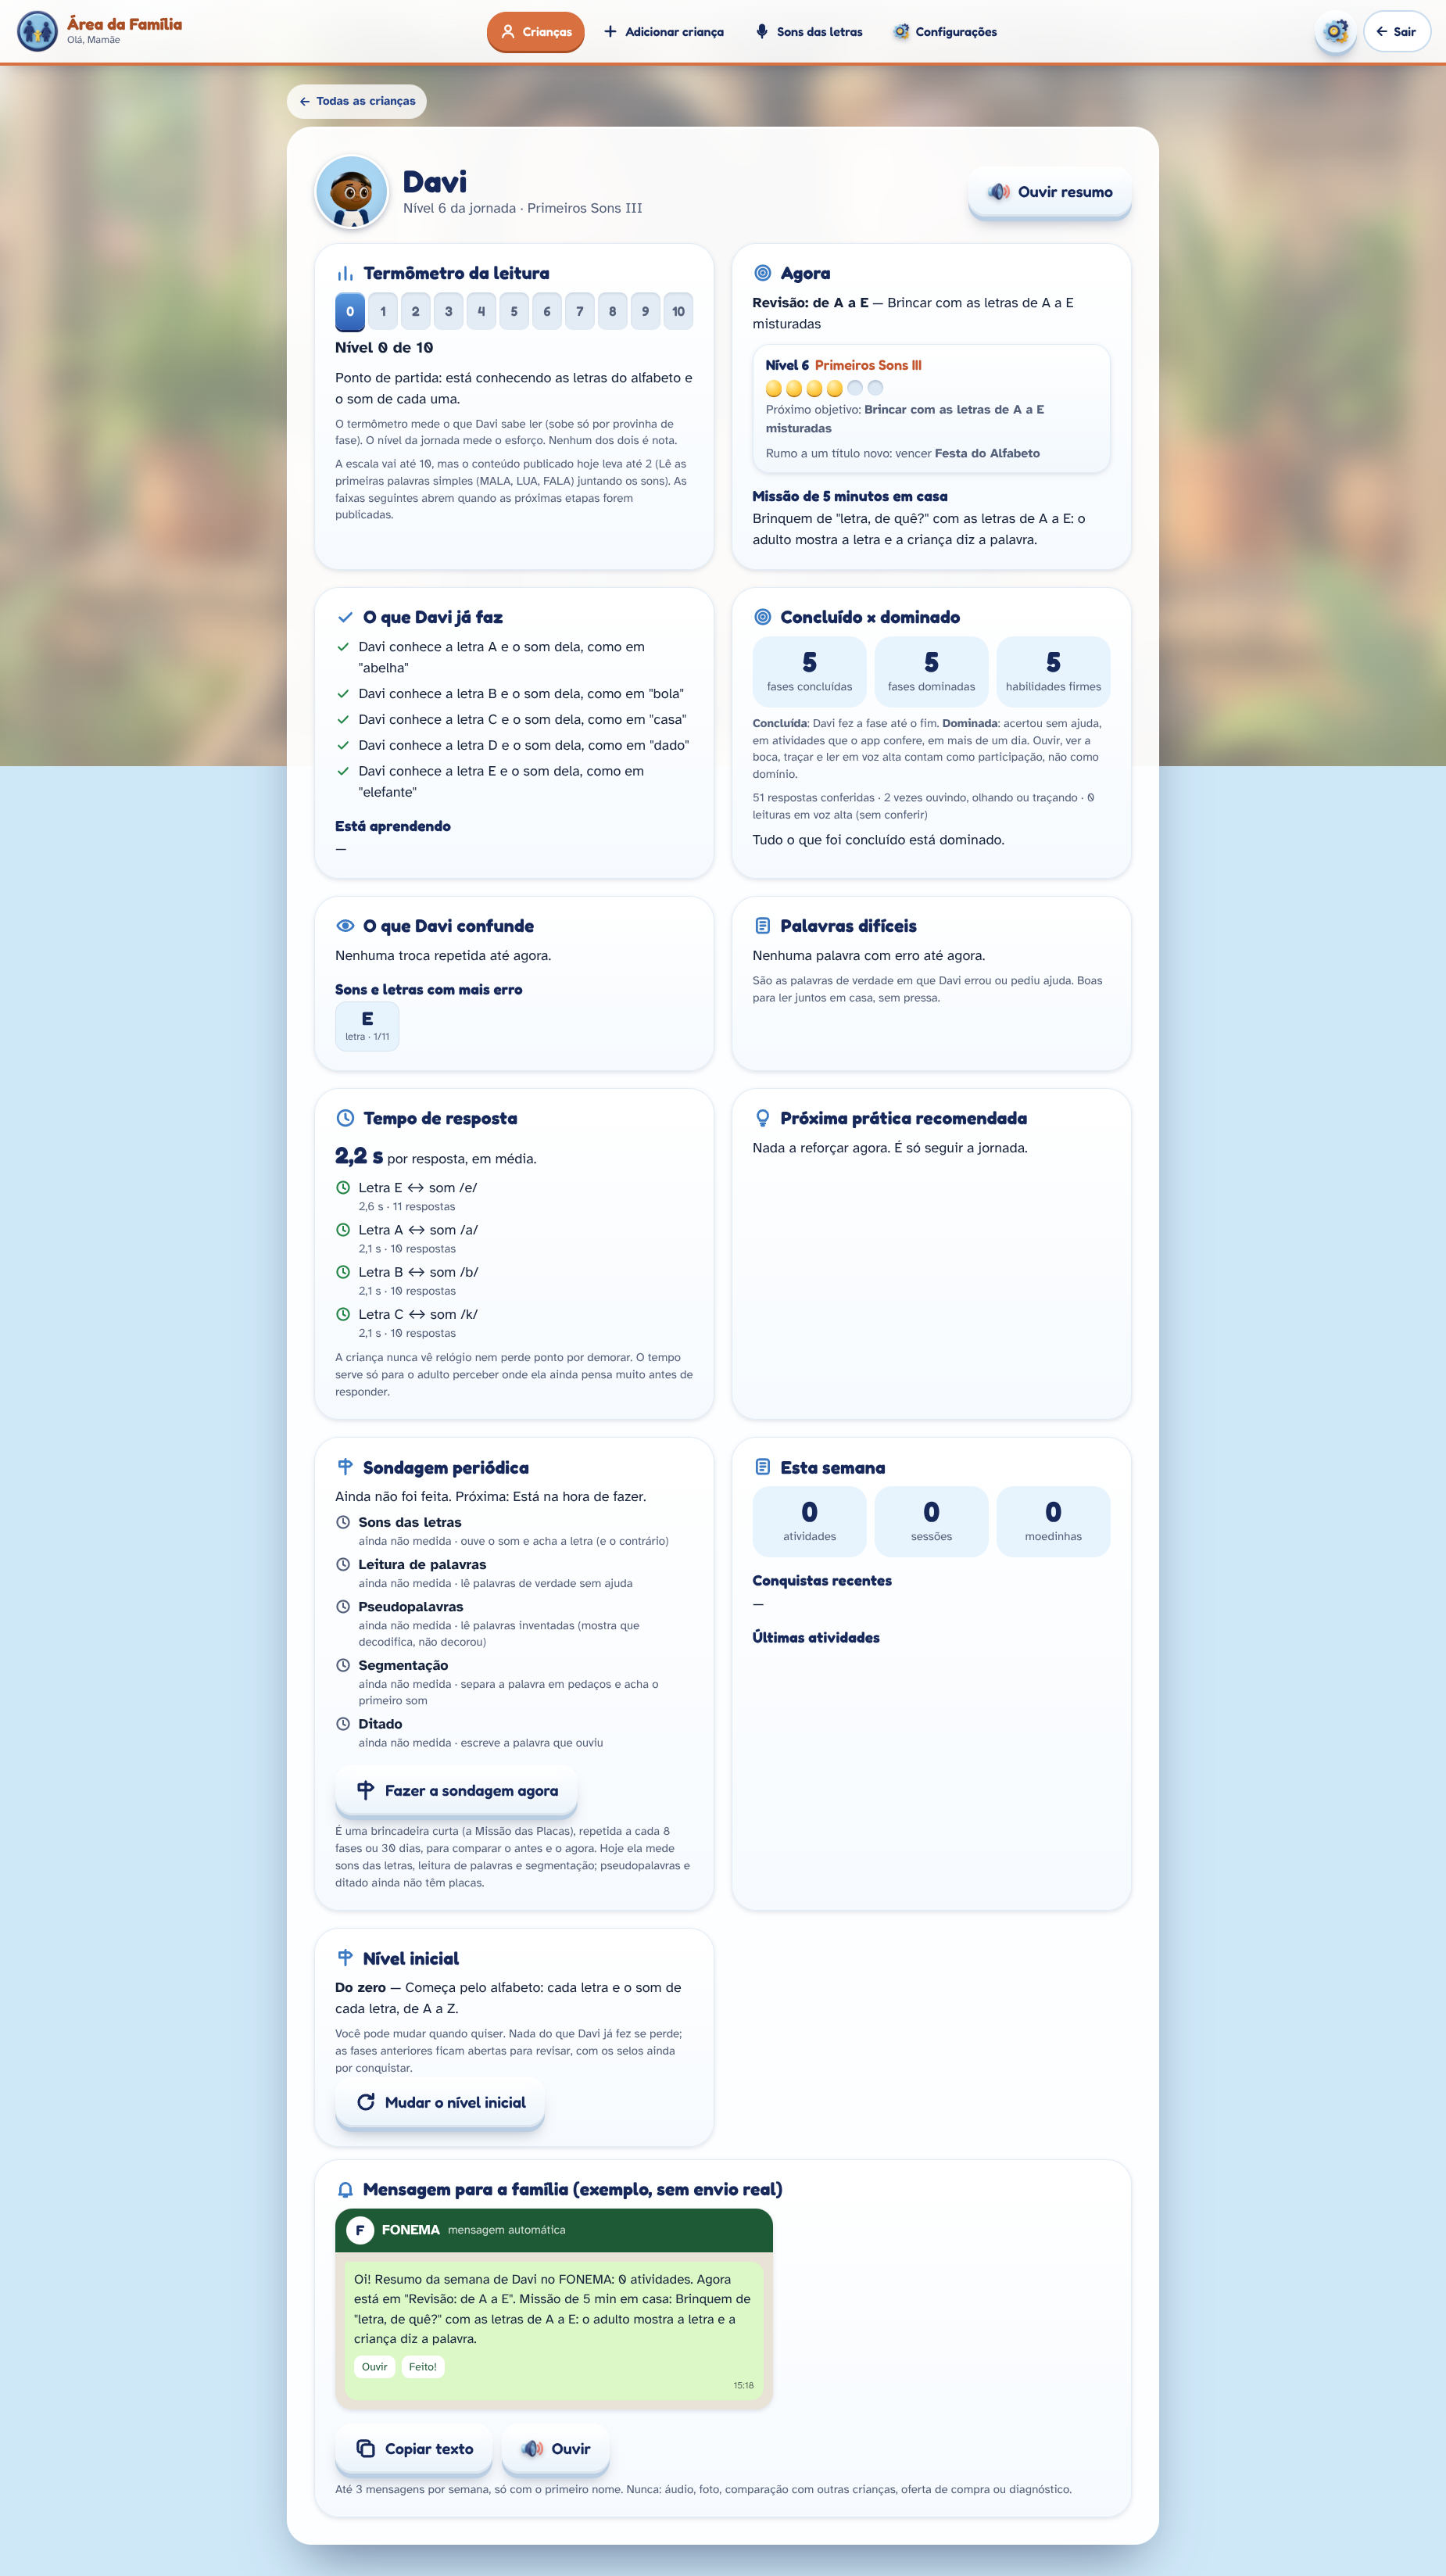 Área da Família
Olá, Mamãe
Crianças
Adicionar criança
Sons das letras
Configurações
Sair
Todas as crianças
Davi
Nível 6 da jornada · Primeiros Sons III
Ouvir resumo
Termômetro da leitura
0 1 2 3 4 5 6 7 8 9 10
Nível 0 de 10
Ponto de partida: está conhecendo as letras do alfabeto e
o som de cada uma.
O termômetro mede o que Davi sabe ler (sobe só por provinha de
fase). O nível da jornada mede o esforço. Nenhum dos dois é nota.
A escala vai até 10, mas o conteúdo publicado hoje leva até 2 (Lê as
primeiras palavras simples (MALA, LUA, FALA) juntando os sons). As
faixas seguintes abrem quando as próximas etapas forem
publicadas.
Agora
Revisão: de A a E — Brincar com as letras de A a E
misturadas
Nível 6 Primeiros Sons III
Próximo objetivo: Brincar com as letras de A a E
misturadas
Rumo a um título novo: vencer Festa do Alfabeto
Missão de 5 minutos em casa
Brinquem de "letra, de quê?" com as letras de A a E: o
adulto mostra a letra e a criança diz a palavra.
O que Davi já faz
Davi conhece a letra A e o som dela, como em
"abelha"
Davi conhece a letra B e o som dela, como em "bola"
Davi conhece a letra C e o som dela, como em "casa"
Davi conhece a letra D e o som dela, como em "dado"
Davi conhece a letra E e o som dela, como em
"elefante"
Está aprendendo
—
Concluído × dominado
5 5 5
fases concluídas fases dominadas habilidades firmes
Concluída: Davi fez a fase até o fim. Dominada: acertou sem ajuda,
em atividades que o app confere, em mais de um dia. Ouvir, ver a
boca, traçar e ler em voz alta contam como participação, não como
domínio.
51 respostas conferidas · 2 vezes ouvindo, olhando ou traçando · 0
leituras em voz alta (sem conferir)
Tudo o que foi concluído está dominado.
O que Davi confunde
Nenhuma troca repetida até agora.
Sons e letras com mais erro
E
letra · 1/11
Palavras difíceis
Nenhuma palavra com erro até agora.
São as palavras de verdade em que Davi errou ou pediu ajuda. Boas
para ler juntos em casa, sem pressa.
Tempo de resposta
2,2 s por resposta, em média.
Letra E ↔ som /e/
2,6 s · 11 respostas
Letra A ↔ som /a/
2,1 s · 10 respostas
Letra B ↔ som /b/
2,1 s · 10 respostas
Letra C ↔ som /k/
2,1 s · 10 respostas
A criança nunca vê relógio nem perde ponto por demorar. O tempo
serve só para o adulto perceber onde ela ainda pensa muito antes de
responder.
Próxima prática recomendada
Nada a reforçar agora. É só seguir a jornada.
Sondagem periódica
Ainda não foi feita. Próxima: Está na hora de fazer.
Sons das letras
ainda não medida · ouve o som e acha a letra (e o contrário)
Leitura de palavras
ainda não medida · lê palavras de verdade sem ajuda
Pseudopalavras
ainda não medida · lê palavras inventadas (mostra que
decodifica, não decorou)
Segmentação
ainda não medida · separa a palavra em pedaços e acha o
primeiro som
Ditado
ainda não medida · escreve a palavra que ouviu
Fazer a sondagem agora
É uma brincadeira curta (a Missão das Placas), repetida a cada 8
fases ou 30 dias, para comparar o antes e o agora. Hoje ela mede
sons das letras, leitura de palavras e segmentação; pseudopalavras e
ditado ainda não têm placas.
Esta semana
0 0 0
atividades sessões moedinhas
Conquistas recentes
—
Últimas atividades
Nível inicial
Do zero — Começa pelo alfabeto: cada letra e o som de
cada letra, de A a Z.
Você pode mudar quando quiser. Nada do que Davi já fez se perde;
as fases anteriores ficam abertas para revisar, com os selos ainda
por conquistar.
Mudar o nível inicial
Mensagem para a família (exemplo, sem envio real)
F FONEMA mensagem automática
Oi! Resumo da semana de Davi no FONEMA: 0 atividades. Agora
está em "Revisão: de A a E". Missão de 5 min em casa: Brinquem de
"letra, de quê?" com as letras de A a E: o adulto mostra a letra e a
criança diz a palavra.
Ouvir Feito!
15:18
Copiar texto
Ouvir
Até 3 mensagens por semana, só com o primeiro nome. Nunca: áudio, foto, comparação com outras crianças, oferta de compra ou diagnóstico.